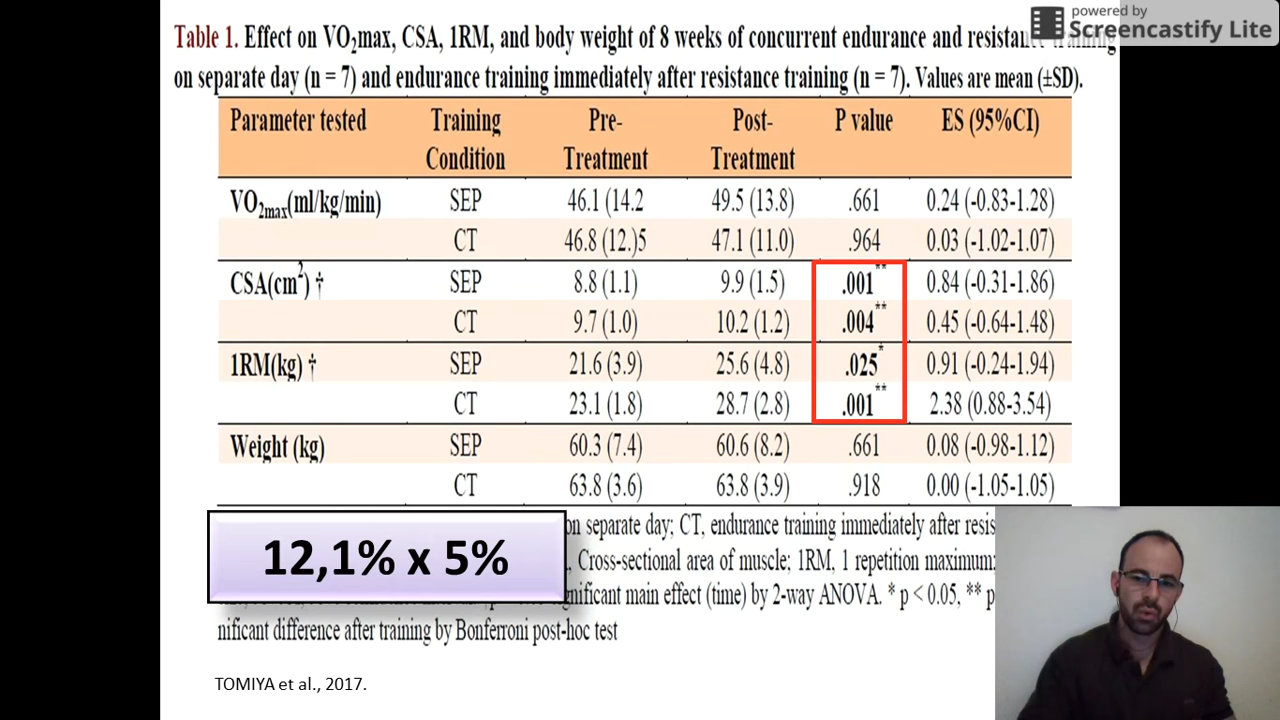 powered by
Screencastify Lite
Table 1. Effect on VO2max, CSA, 1RM, and body weight of 8 weeks of concurrent endurance and resistance training
on separate day (n = 7) and endurance training immediately after resistance training (n = 7). Values are mean (±SD).
Parameter tested Training Condition Pre-Treatment Post-Treatment P value ES (95%CI)
VO2max(ml/kg/min) SEP 46.1 (14.2 49.5 (13.8) .661 0.24 (-0.83-1.28)
CT 46.8 (12.)5 47.1 (11.0) .964 0.03 (-1.02-1.07)
CSA(cm²) † SEP 8.8 (1.1) 9.9 (1.5) .001** 0.84 (-0.31-1.86)
CT 9.7 (1.0) 10.2 (1.2) .004** 0.45 (-0.64-1.48)
1RM(kg) † SEP 21.6 (3.9) 25.6 (4.8) .025* 0.91 (-0.24-1.94)
CT 23.1 (1.8) 28.7 (2.8) .001** 2.38 (0.88-3.54)
Weight (kg) SEP 60.3 (7.4) 60.6 (8.2) .661 0.08 (-0.98-1.12)
CT 63.8 (3.6) 63.8 (3.9) .918 0.00 (-1.05-1.05)
on separate day; CT, endurance training immediately after resis
Cross-sectional area of muscle; 1RM, 1 repetition maximum;
12,1% x 5%
gnificant main effect (time) by 2-way ANOVA. * p < 0.05, ** p
nificant difference after training by Bonferroni post-hoc test
TOMIYA et al., 2017.